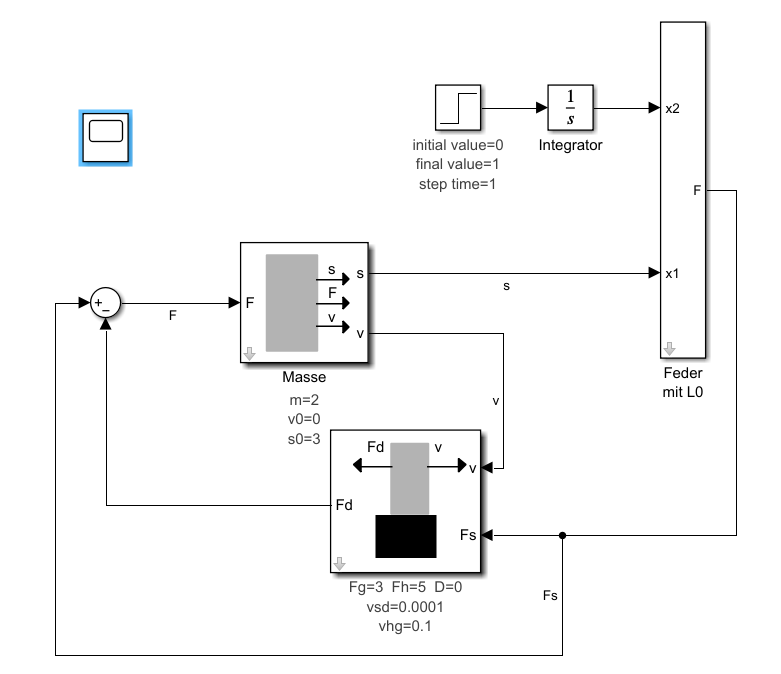 x2
1
s
initial value=0
final value=1
step time=1
Integrator
F
s
s
x1
s
F
F
+
−
F
v
v
Masse
Feder
mit L0
m=2
v0=0
s0=3
v
Fd
v
v
Fd
Fs
Fg=3 Fh=5 D=0
vsd=0.0001
vhg=0.1
Fs